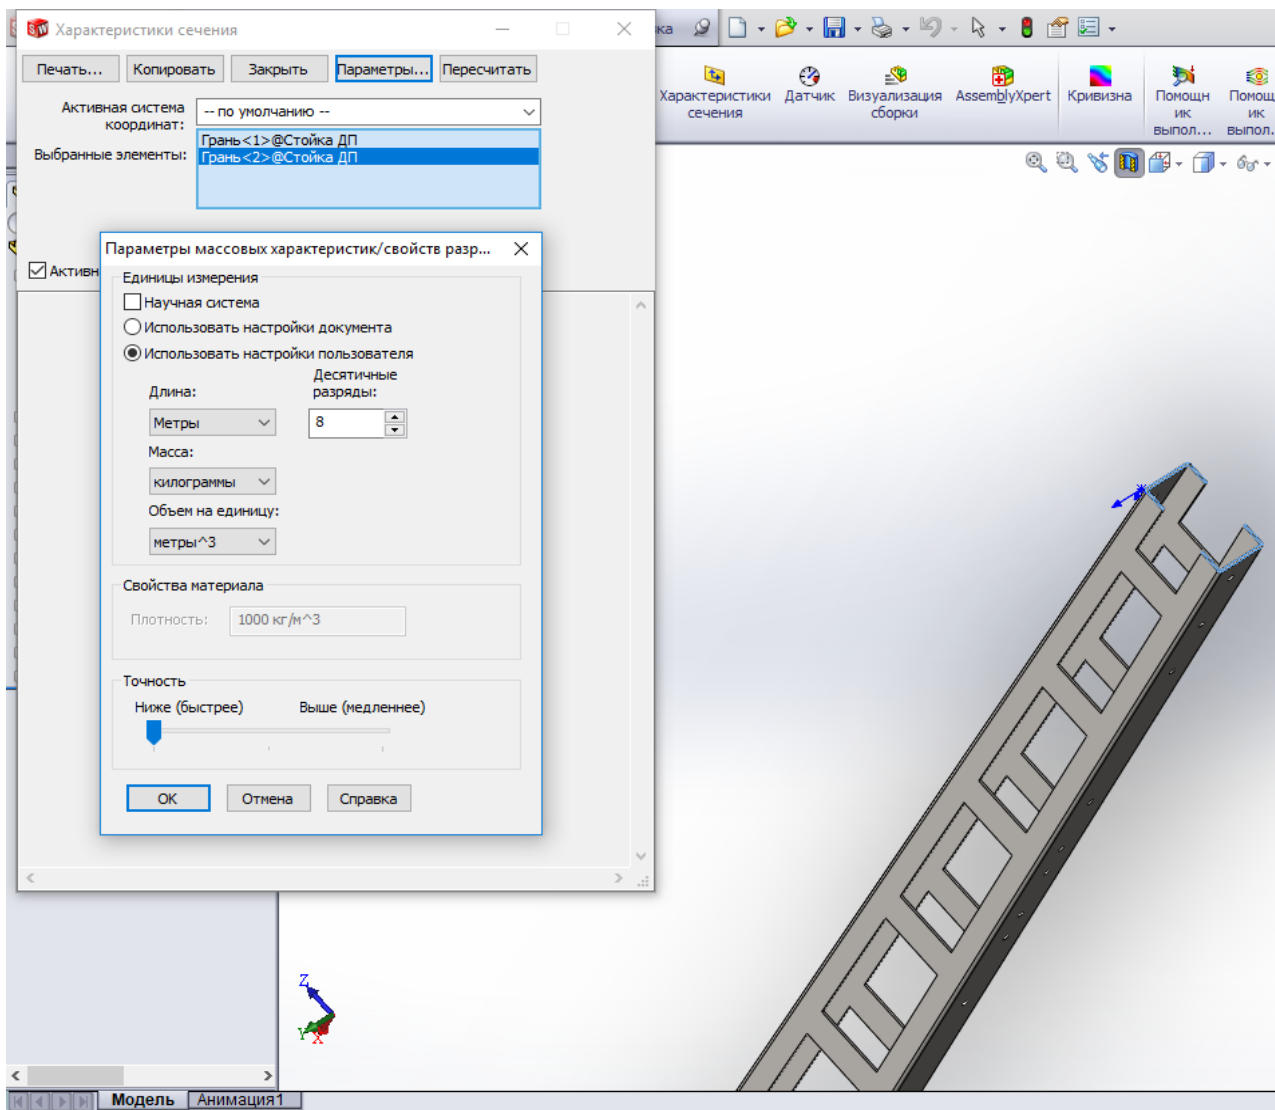 Характеристики сечения
Печать...
Копировать
Закрыть
Параметры...
Пересчитать
Активная система
координат:
-- по умолчанию --
Выбранные элементы:
Грань<1>@Стойка ДП
Грань<2>@Стойка ДП
Активн
Параметры массовых характеристик/свойств разр...
Единицы измерения
Научная система
Использовать настройки документа
Использовать настройки пользователя
Длина:
Десятичные
разряды:
Метры
8
Масса:
килограммы
Объем на единицу:
метры^3
Свойства материала
Плотность:
1000 кг/м^3
Точность
Ниже (быстрее)
Выше (медленнее)
OK
Отмена
Справка
ка
Характеристики
сечения
Датчик
Визуализация
сборки
AssemblyXpert
Кривизна
Помощн
ик
выпол...
Помощ
ик
выпол.
Z
Y
X
Модель
Анимация1